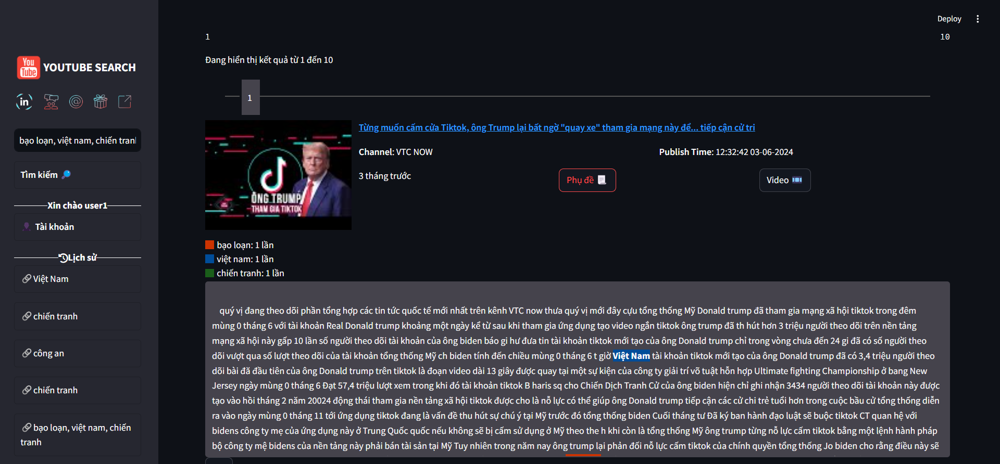 Deploy
You
Tube
YOUTUBE SEARCH
in
bạo loạn, việt nam, chiến tranh
Tìm kiếm
Xin chào user1
Tài khoản
Lịch sử
Việt Nam
chiến tranh
công an
chiến tranh
bạo loạn, việt nam, chiến
tranh
1
10
Đang hiển thị kết quả từ 1 đến 10
1
Từng muốn cấm cửa Tiktok, ông Trump lại bất ngờ "quay xe" tham gia mạng này để... tiếp cận cử tri
Channel: VTC NOW
Publish Time: 12:32:42 03-06-2024
3 tháng trước
Phụ đề
Video
ÔNG TRUMP
THAM GIA TIKTOK
bạo loạn: 1 lần
việt nam: 1 lần
chiến tranh: 1 lần
quý vị đang theo dõi phần tổng hợp các tin tức quốc tế mới nhất trên kênh VTC now thưa quý vị mới đây cựu tổng thống Mỹ Donald trump đã tham gia mạng xã hội tiktok trong đêm
mùng 0 tháng 6 với tài khoản Real Donald trump khoảng một ngày kể từ sau khi tham gia ứng dụng tạo video ngắn tiktok ông trump đã th hút hơn 3 triệu người theo dõi trên nền tảng
mạng xã hội này gấp 10 lần số người theo dõi tài khoản của ông biden báo gi hư đưa tin tài khoản tiktok mới tạo của ông Donald trump chỉ trong vòng chưa đến 24 gi đã có số người theo
dõi vượt qua số lượt theo dõi của tài khoản tổng thống Mỹ ch biden tính đến chiều mùng 0 tháng 6 t giờ Việt Nam tài khoản tiktok mới tạo của ông Donald trump đã có 3,4 triệu người theo
dõi bài đă đầu tiên của ông Donald trump trên tiktok là đoạn video dài 13 giây được quay tại một sự kiện của công ty giải trí võ tuật hỗn hợp Ultimate fighting Championship ở bang New
Jersey ngày mùng 0 tháng 6 Đạt 57,4 triệu lượt xem trong khi đó tài khoản tiktok B haris sq cho Chiến Dịch Tranh Cử của ông biden hiện chỉ ghi nhận 3434 người theo dõi tài khoản này được
tạo vào hồi tháng 2 năm 20024 động thái tham gia nền tảng xã hội tiktok được cho là nỗ lực có thể giúp ông Donald trump tiếp cận các cử chi trẻ tuổi hơn trong cuộc bầu cử tổng thống diễn
ra vào ngày mùng 0 tháng 11 tới ứng dụng tiktok đang là vấn đề thu hút sự chú ý tại Mỹ trước đó tổng thống biden Cuối tháng tư Đã ký ban hành đạo luật sẽ buộc tiktok CT quan hệ với
bidens công ty mẹ của ứng dụng này ở Trung Quốc quốc nếu không sẽ bị cấm sử dụng ở Mỹ theo the h khi còn là tổng thống Mỹ ông trump từng nỗ lực cấm tiktok bằng một lệnh hành pháp
bộ công ty mệ bidens của nền tảng này phải bán tài sản tại Mỹ Tuy nhiên trong năm nay ông trump lại phản đối nỗ lực cấm tiktok của chính quyền tổng thống Jo biden cho rằng điều này sẽ